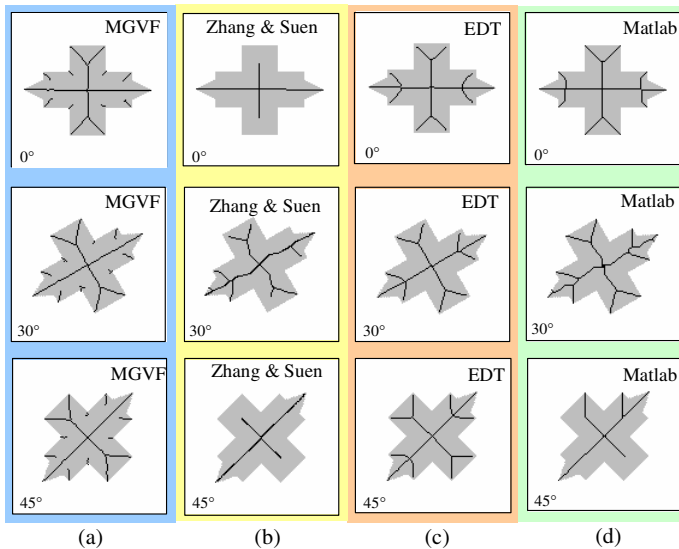 MGVF
Zhang & Suen
EDT
Matlab
0°
0°
0°
0°
MGVF
Zhang & Suen
EDT
Matlab
30°
30°
30°
30°
MGVF
Zhang & Suen
EDT
Matlab
45°
45°
45°
45°
(a)
(b)
(c)
(d)